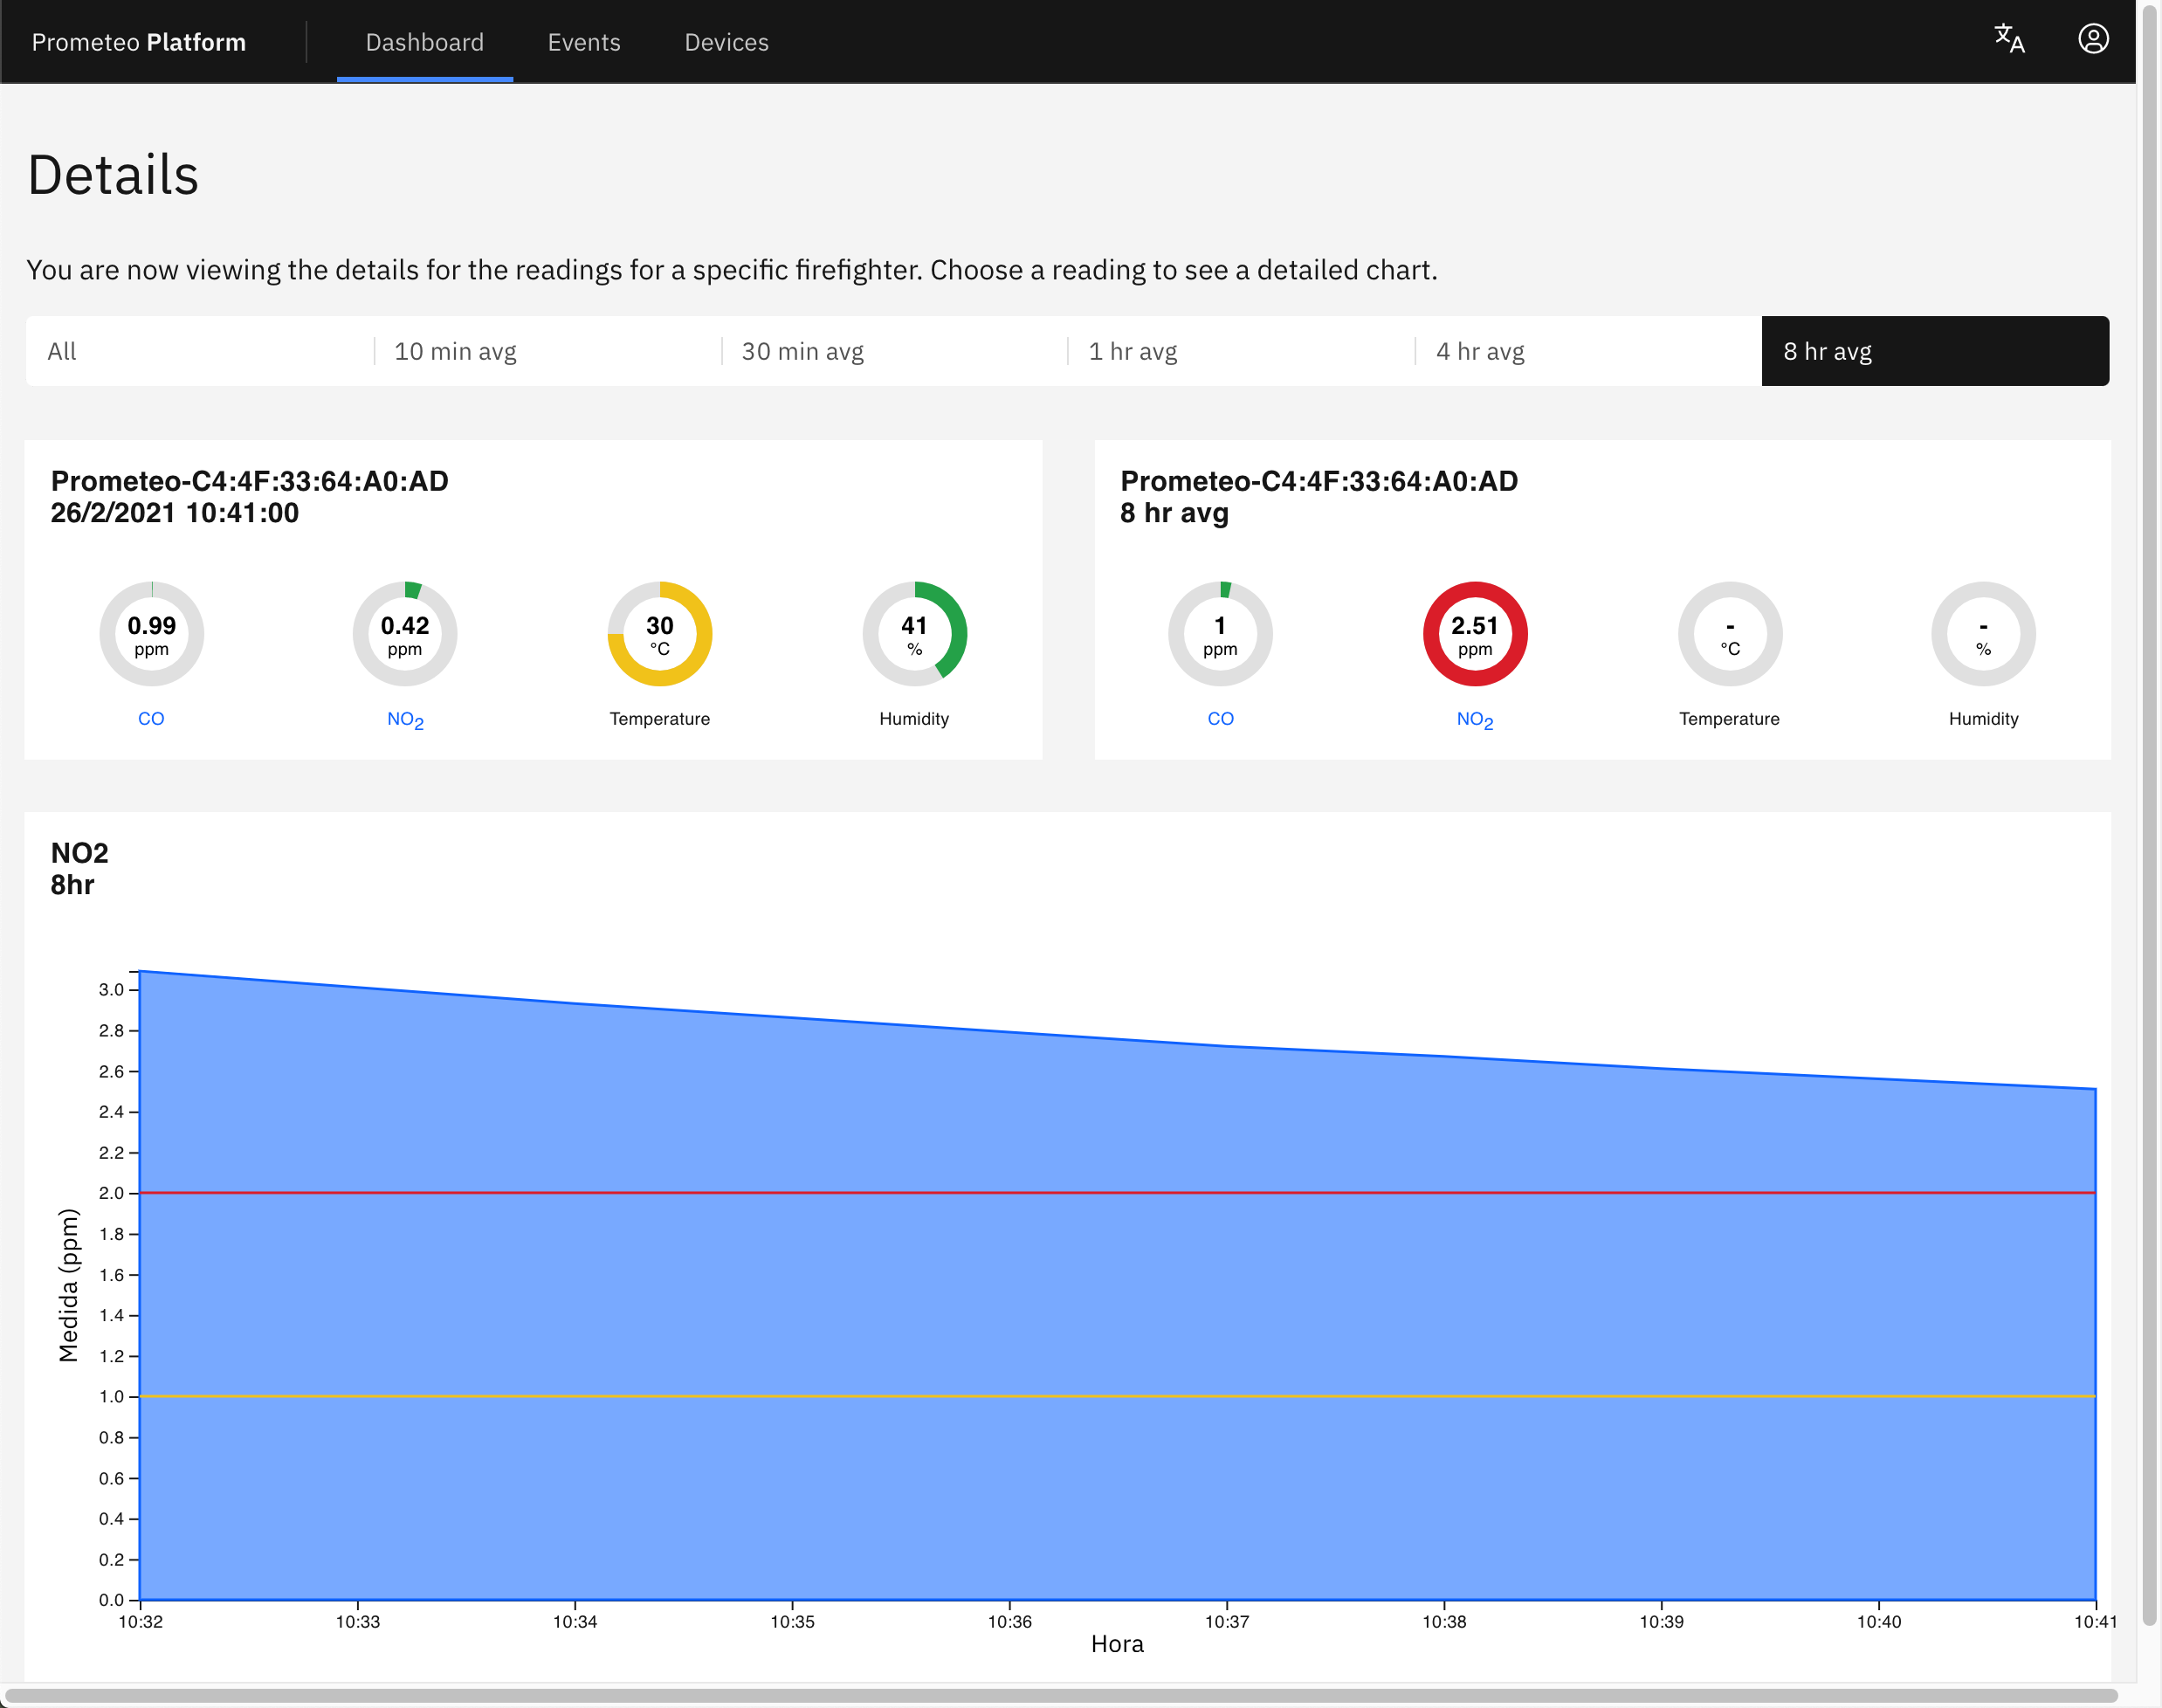 Prometeo Platform Dashboard Events Devices
Details
You are now viewing the details for the readings for a specific firefighter. Choose a reading to see a detailed chart.
All 10 min avg 30 min avg 1 hr avg 4 hr avg 8 hr avg
Prometeo-C4:4F:33:64:A0:AD
26/2/2021 10:41:00
0.99 0.42 30 41
ppm ppm °C %
CO NO2 Temperature Humidity
Prometeo-C4:4F:33:64:A0:AD
8 hr avg
1 2.51 - -
ppm ppm °C %
CO NO2 Temperature Humidity
NO2
8hr
3.0
2.8
2.6
2.4
2.2
2.0
1.8
1.6
1.4
1.2
1.0
0.8
0.6
0.4
0.2
0.0
Medida (ppm)
10:32 10:33 10:34 10:35 10:36 10:37 10:38 10:39 10:40 10:41
Hora